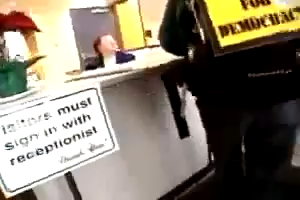 isitors must
sign in with
receptionist
FOR
DEMOCRAC